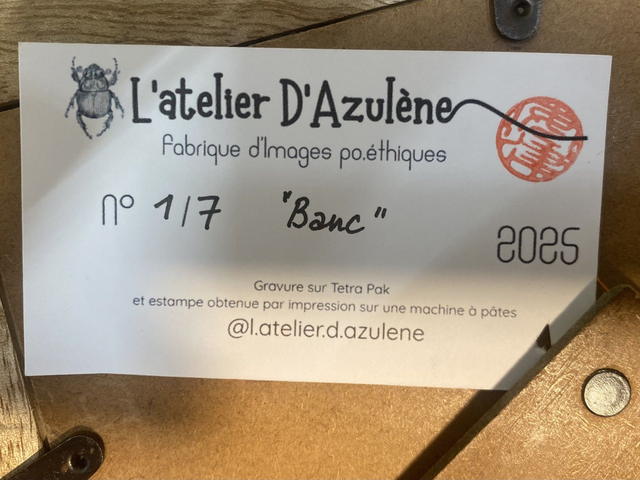 L'atelier D'Azulène
fabrique d'Images po.éthiques
n° 1/7 "Banc"
2025
Gravure sur Tetra Pak
et estampe obtenue par impression sur une machine à pâtes
@l.atelier.d.azulene